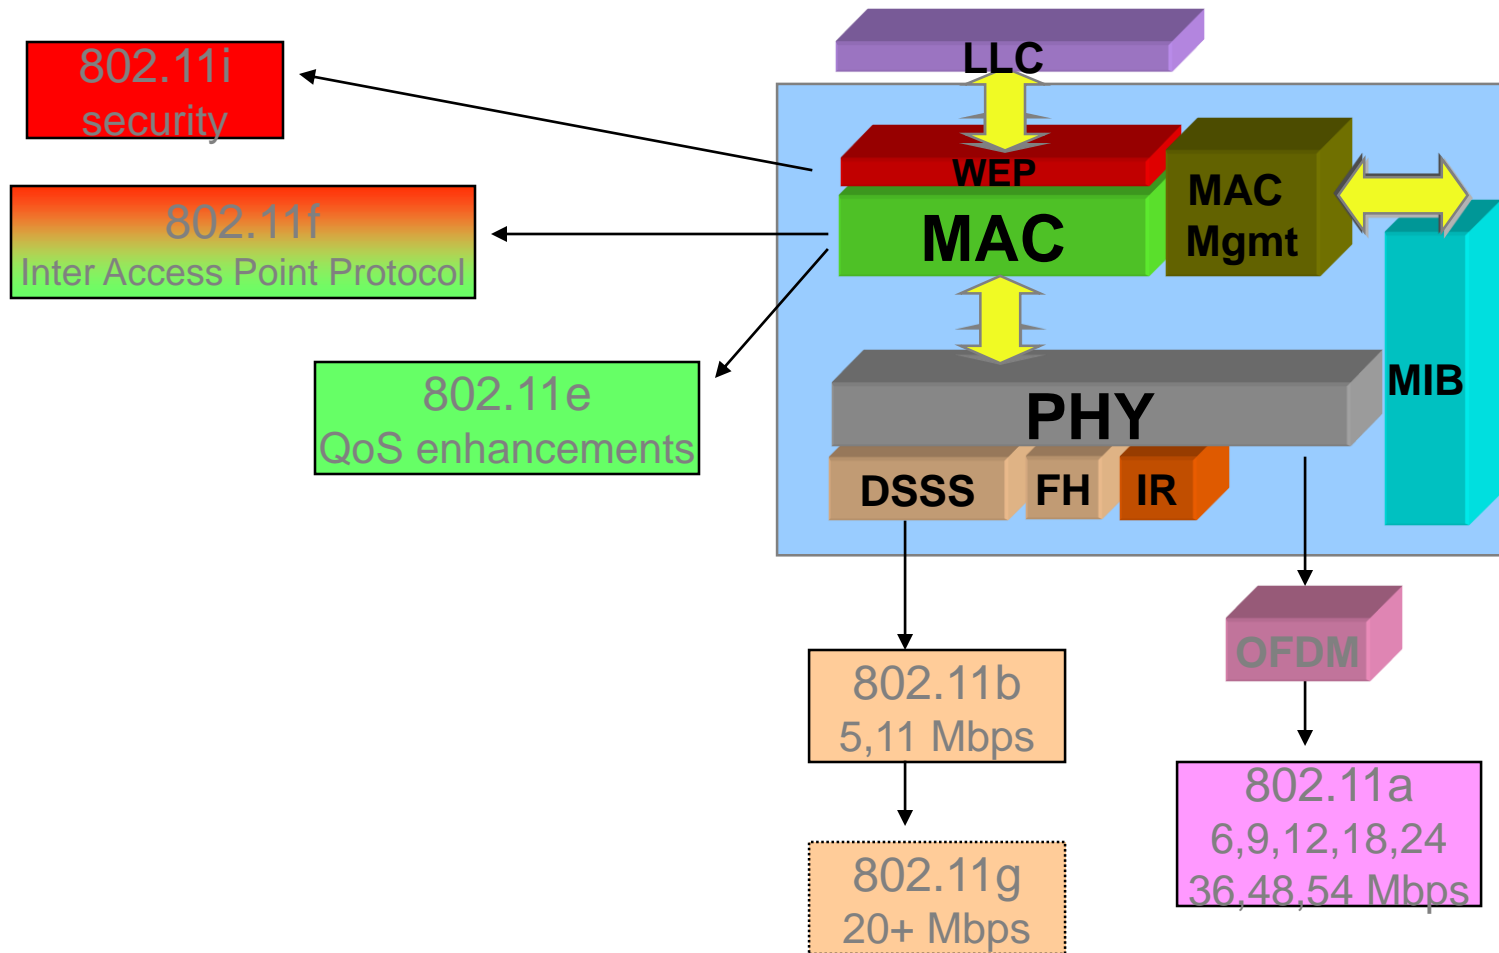 LLC
802.11i
security
WEP
MAC
MAC
Mgmt
802.11f
Inter Access Point Protocol
802.11e
QoS enhancements
PHY
MIB
DSSS
FH
IR
OFDM
802.11b
5,11 Mbps
802.11a
6,9,12,18,24
36,48,54 Mbps
802.11g
20+ Mbps